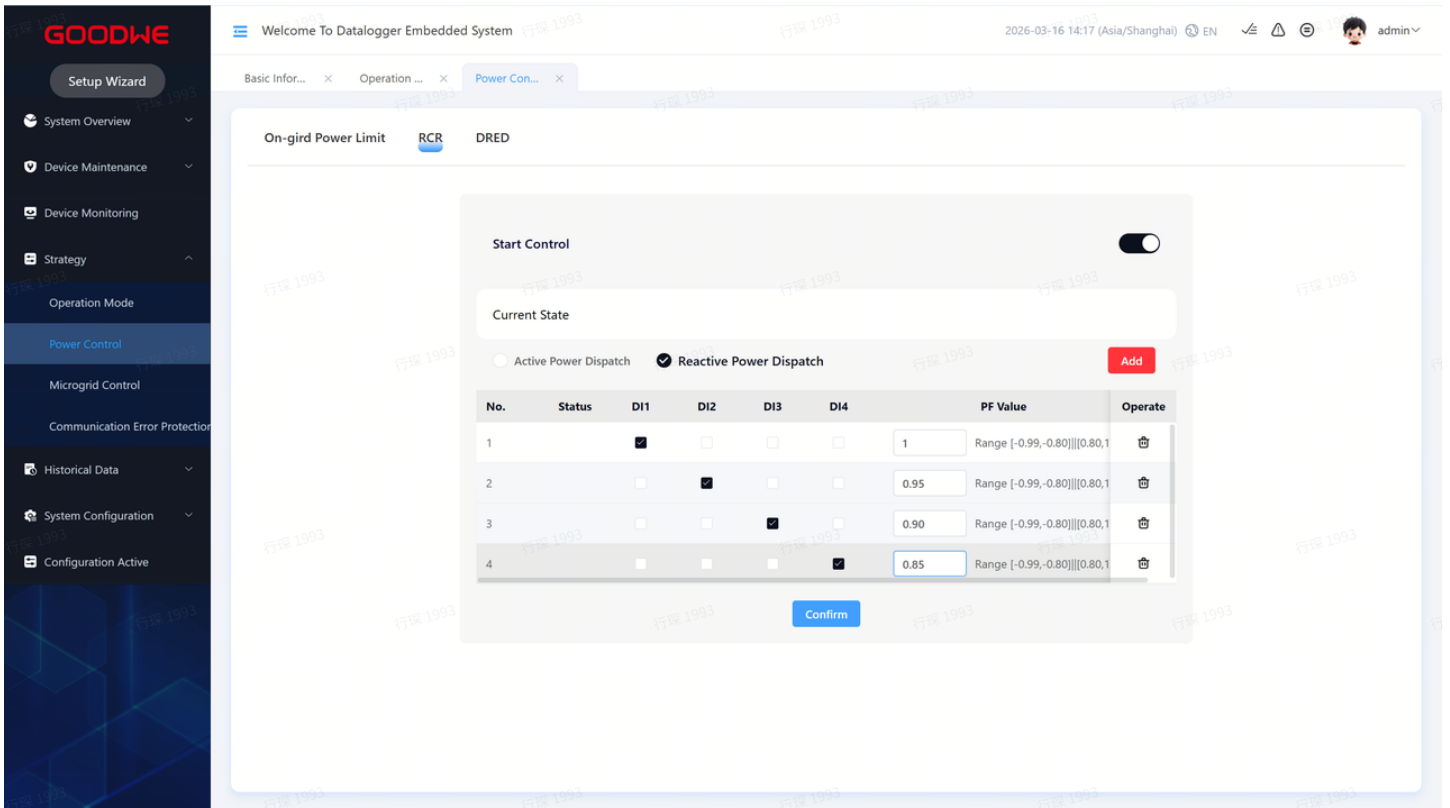 GOODWE
Welcome To Datalogger Embedded System
2026-03-16 14:17 (Asia/Shanghai) EN
admin
Setup Wizard
Basic Infor...
Operation ...
Power Con...
System Overview
Device Maintenance
Device Monitoring
Strategy
Operation Mode
Power Control
Microgrid Control
Communication Error Protection
Historical Data
System Configuration
Configuration Active
On-gird Power Limit
RCR
DRED
Start Control
Current State
Active Power Dispatch
Reactive Power Dispatch
Add
No. Status DI1 DI2 DI3 DI4 PF Value Operate
1 1 Range [-0.99,-0.80]||[0.80,1
2 0.95 Range [-0.99,-0.80]||[0.80,1
3 0.90 Range [-0.99,-0.80]||[0.80,1
4 0.85 Range [-0.99,-0.80]||[0.80,1
Confirm
行琛 1993